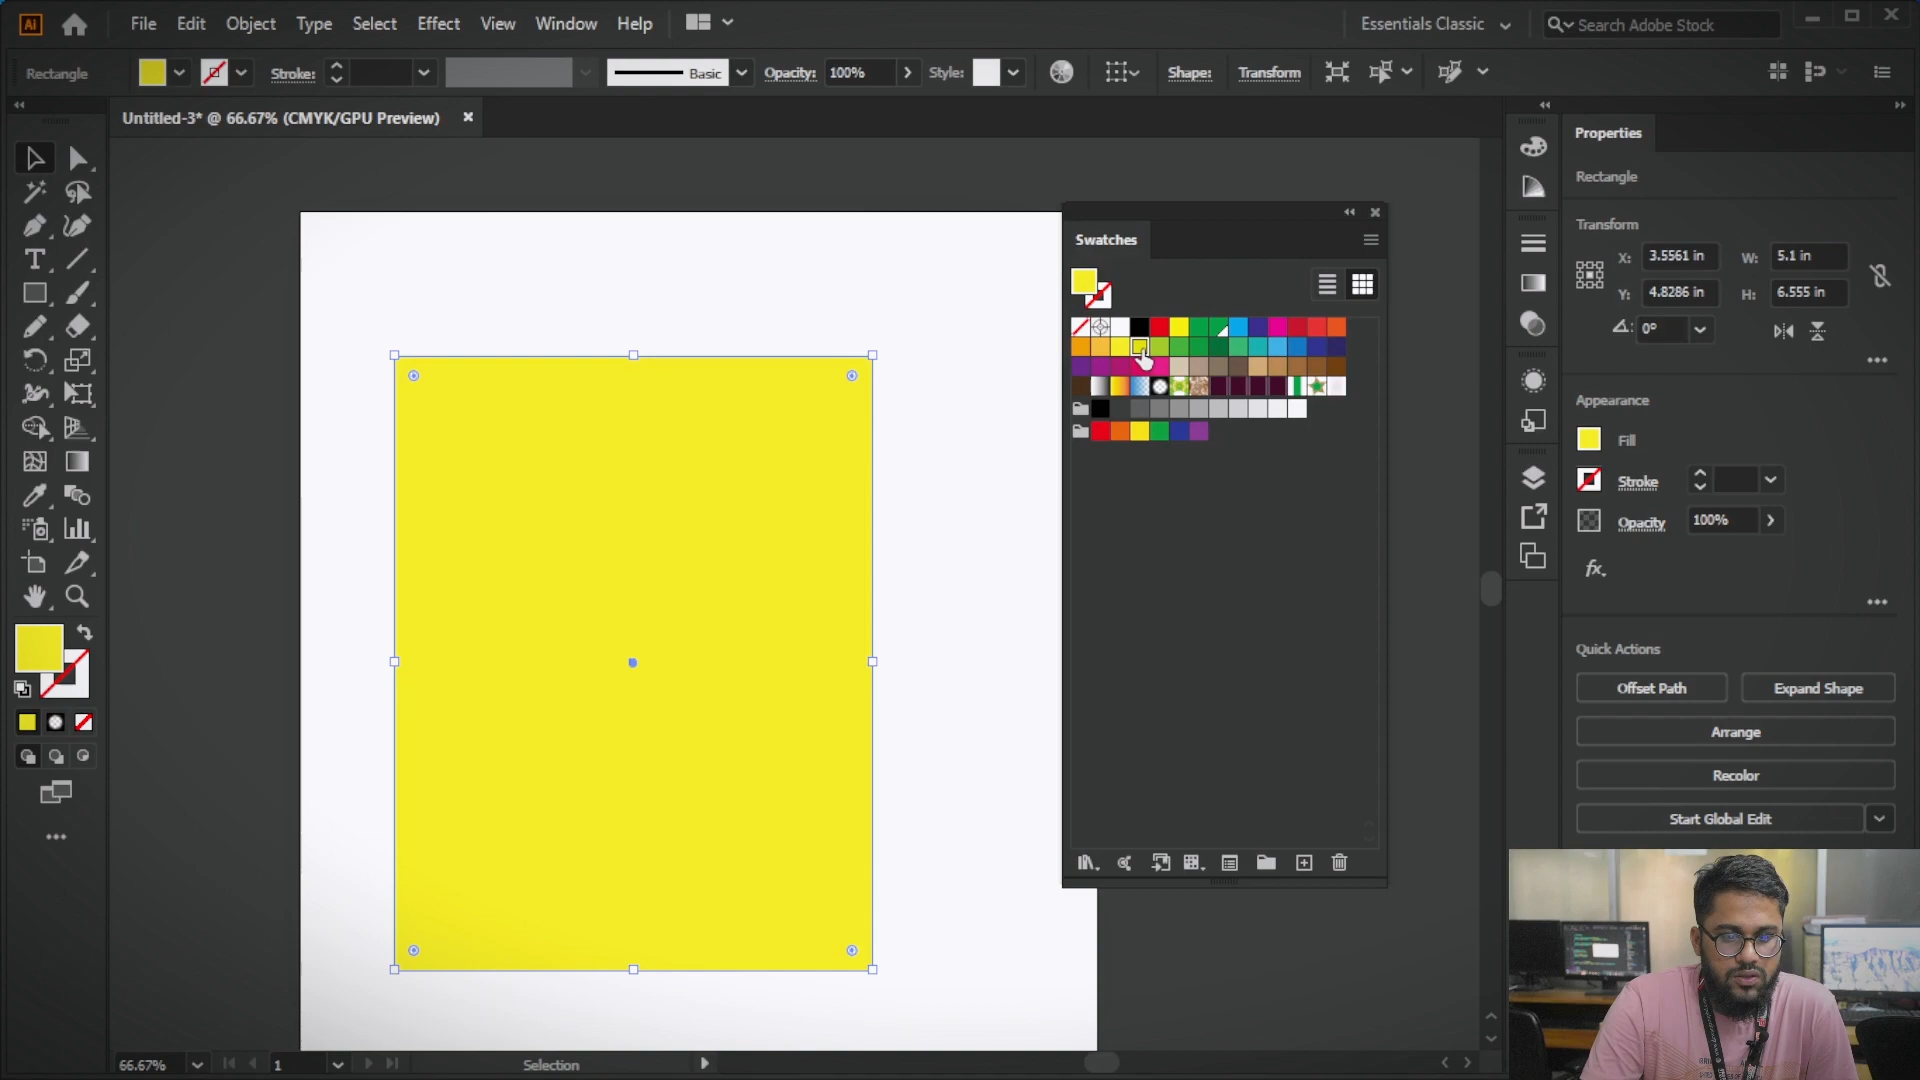 Ai File Edit Object Type Select Effect View Window Help Essentials Classic Search Adobe Stock
Rectangle Stroke: Basic Opacity: 100% Style: Shape: Transform
Untitled-3* @ 66.67% (CMYK/GPU Preview)
Properties
Rectangle
Transform
X: 3.5561 in W: 5.1 in
Y: 4.8286 in H: 6.555 in
0°
Swatches
Appearance
Fill
Stroke
Opacity 100%
fx
Quick Actions
Offset Path Expand Shape
Arrange
Recolor
Start Global Edit
66.67% 1 Selection